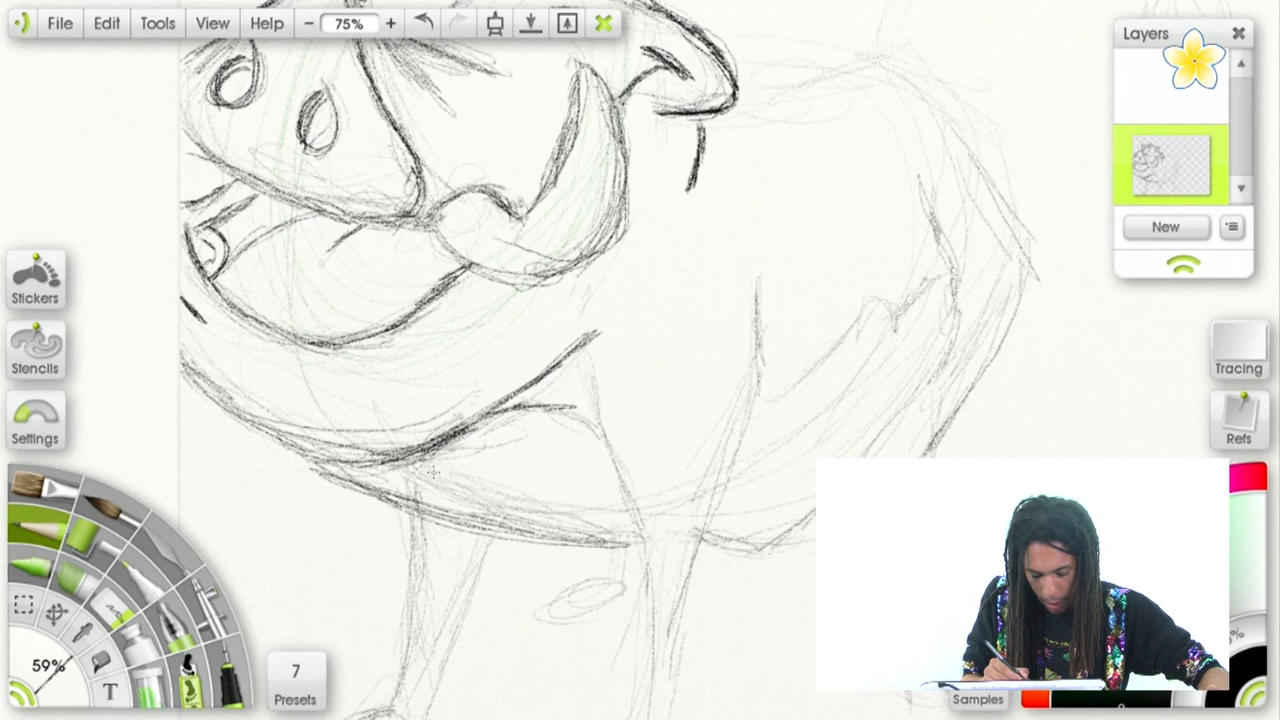 File Edit Tools View Help − 75% +
Layers
New
Stickers
Stencils
Settings
Tracing
Refs
59%
T
7
Presets
Samples